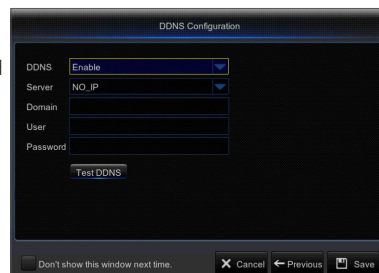 DDNS Configuration
DDNS Enable
Server NO_IP
Domain
User
Password
Test DDNS
Don't show this window next time. Cancel Previous Save